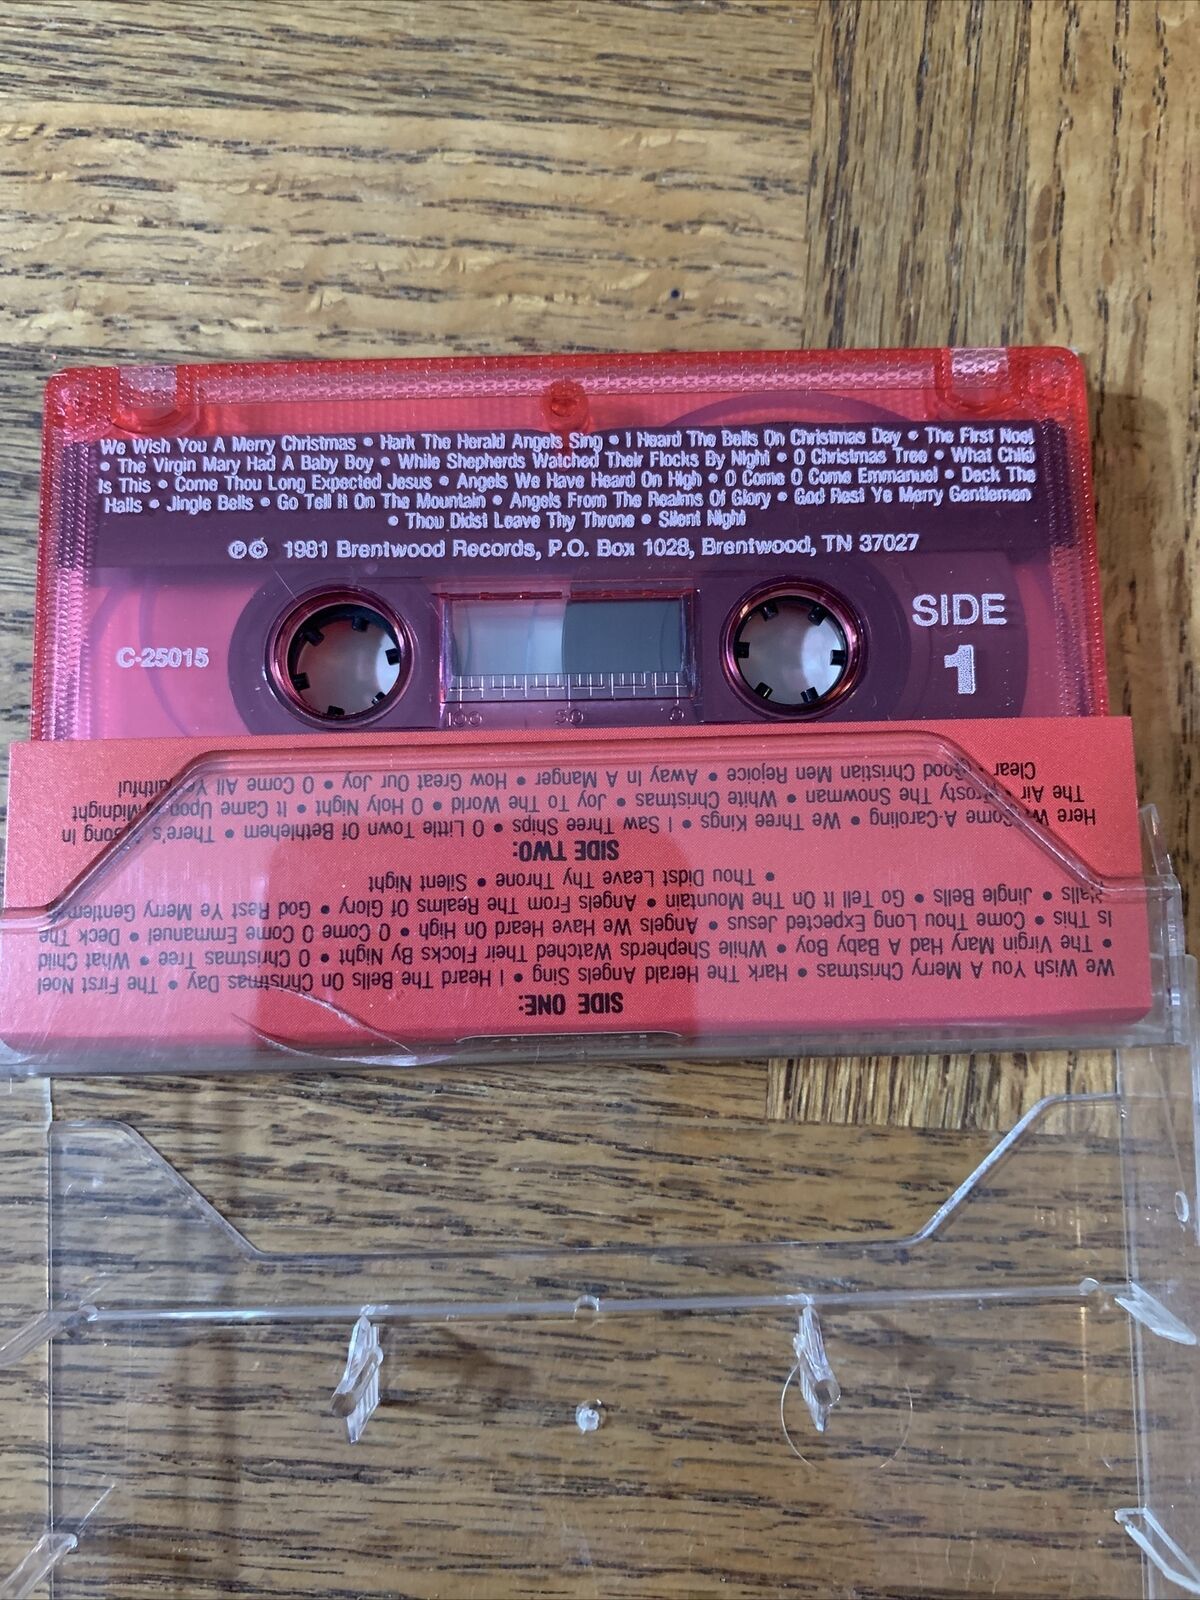 We Wish You A Merry Christmas • Hark The Herald Angels Sing • I Heard The Bells On Christmas Day • The First Noel
• The Virgin Mary Had A Baby Boy • While Shepherds Watched Their Flocks By Night • O Christmas Tree • What Child
Is This • Come Thou Long Expected Jesus • Angels We Have Heard On High • O Come O Come Emmanuel • Deck The
Halls • Jingle Bells • Go Tell It On The Mountain • Angels From The Realms Of Glory • God Rest Ye Merry Gentlemen
• Thou Didst Leave Thy Throne • Silent Night
℗© 1981 Brentwood Records, P.O. Box 1028, Brentwood, TN 37027
C-25015
SIDE
1
100 50 0
SIDE ONE:
We Wish You A Merry Christmas • Hark The Herald Angels Sing • I Heard The Bells On Christmas Day • The First Noel
• The Virgin Mary Had A Baby Boy • While Shepherds Watched Their Flocks By Night • O Christmas Tree • What Child
Is This • Come Thou Long Expected Jesus • Angels We Have Heard On High • O Come O Come Emmanuel • Deck The
Halls • Jingle Bells • Go Tell It On The Mountain • Angels From The Realms Of Glory • God Rest Ye Merry Gentlemen
• Thou Didst Leave Thy Throne • Silent Night
SIDE TWO:
Here We Come A-Caroling • We Three Kings • I Saw Three Ships • O Little Town Of Bethlehem • There's A Song In
The Air • Frosty The Snowman • White Christmas • Joy To The World • O Holy Night • It Came Upon A Midnight
Clear • Good Christian Men Rejoice • Away In A Manger • How Great Our Joy • O Come All Ye Faithful